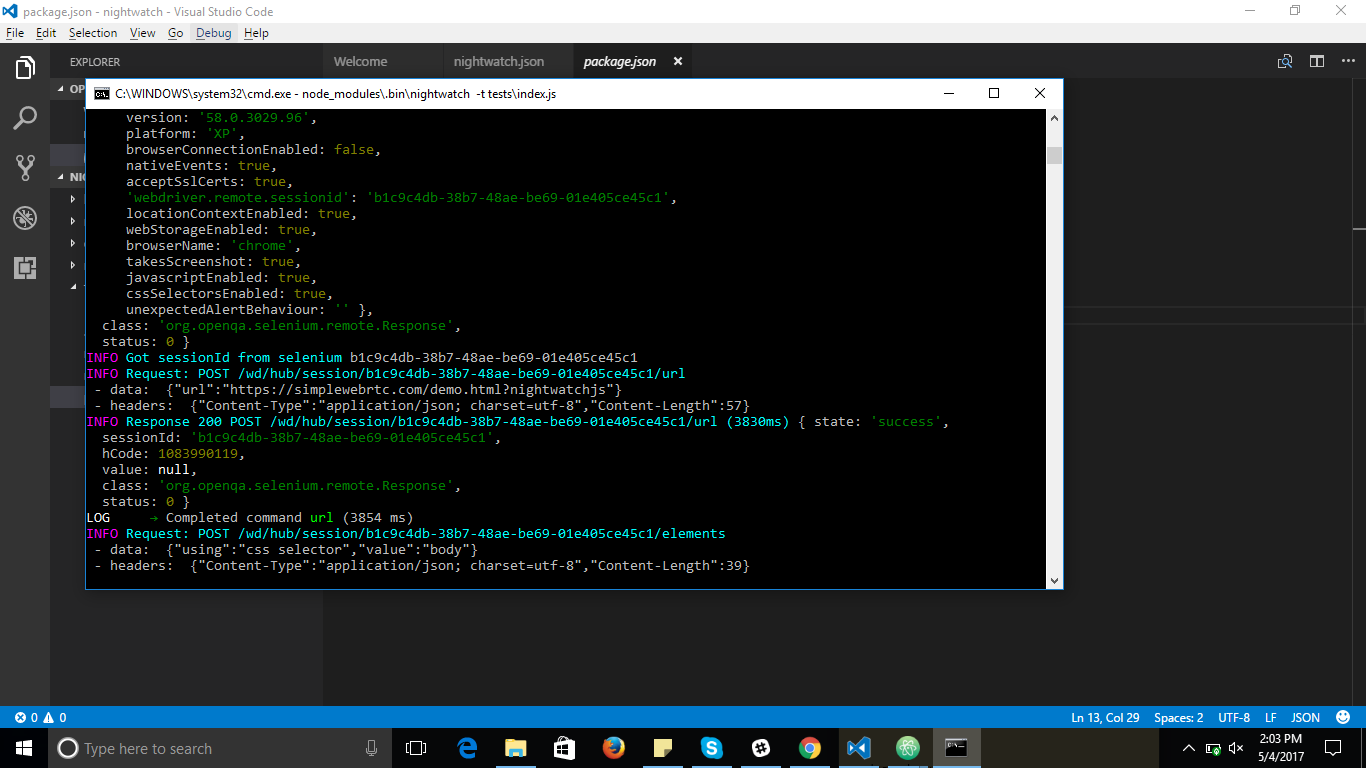 package.json - nightwatch - Visual Studio Code
File Edit Selection View Go Debug Help
EXPLORER
Welcome
nightwatch.json
package.json
OP
NI
C:\WINDOWS\system32\cmd.exe - node_modules\.bin\nightwatch -t tests\index.js
version: '58.0.3029.96',
platform: 'XP',
browserConnectionEnabled: false,
nativeEvents: true,
acceptSslCerts: true,
'webdriver.remote.sessionid': 'b1c9c4db-38b7-48ae-be69-01e405ce45c1',
locationContextEnabled: true,
webStorageEnabled: true,
browserName: 'chrome',
takesScreenshot: true,
javascriptEnabled: true,
cssSelectorsEnabled: true,
unexpectedAlertBehaviour: '' },
class: 'org.openqa.selenium.remote.Response',
status: 0 }
INFO Got sessionId from selenium b1c9c4db-38b7-48ae-be69-01e405ce45c1
INFO Request: POST /wd/hub/session/b1c9c4db-38b7-48ae-be69-01e405ce45c1/url
- data: {"url":"https://simplewebrtc.com/demo.html?nightwatchjs"}
- headers: {"Content-Type":"application/json; charset=utf-8","Content-Length":57}
INFO Response 200 POST /wd/hub/session/b1c9c4db-38b7-48ae-be69-01e405ce45c1/url (3830ms) { state: 'success',
sessionId: 'b1c9c4db-38b7-48ae-be69-01e405ce45c1',
hCode: 1083990119,
value: null,
class: 'org.openqa.selenium.remote.Response',
status: 0 }
LOG → Completed command url (3854 ms)
INFO Request: POST /wd/hub/session/b1c9c4db-38b7-48ae-be69-01e405ce45c1/elements
- data: {"using":"css selector","value":"body"}
- headers: {"Content-Type":"application/json; charset=utf-8","Content-Length":39}
0 0
Ln 13, Col 29 Spaces: 2 UTF-8 LF JSON
Type here to search
2:03 PM
5/4/2017